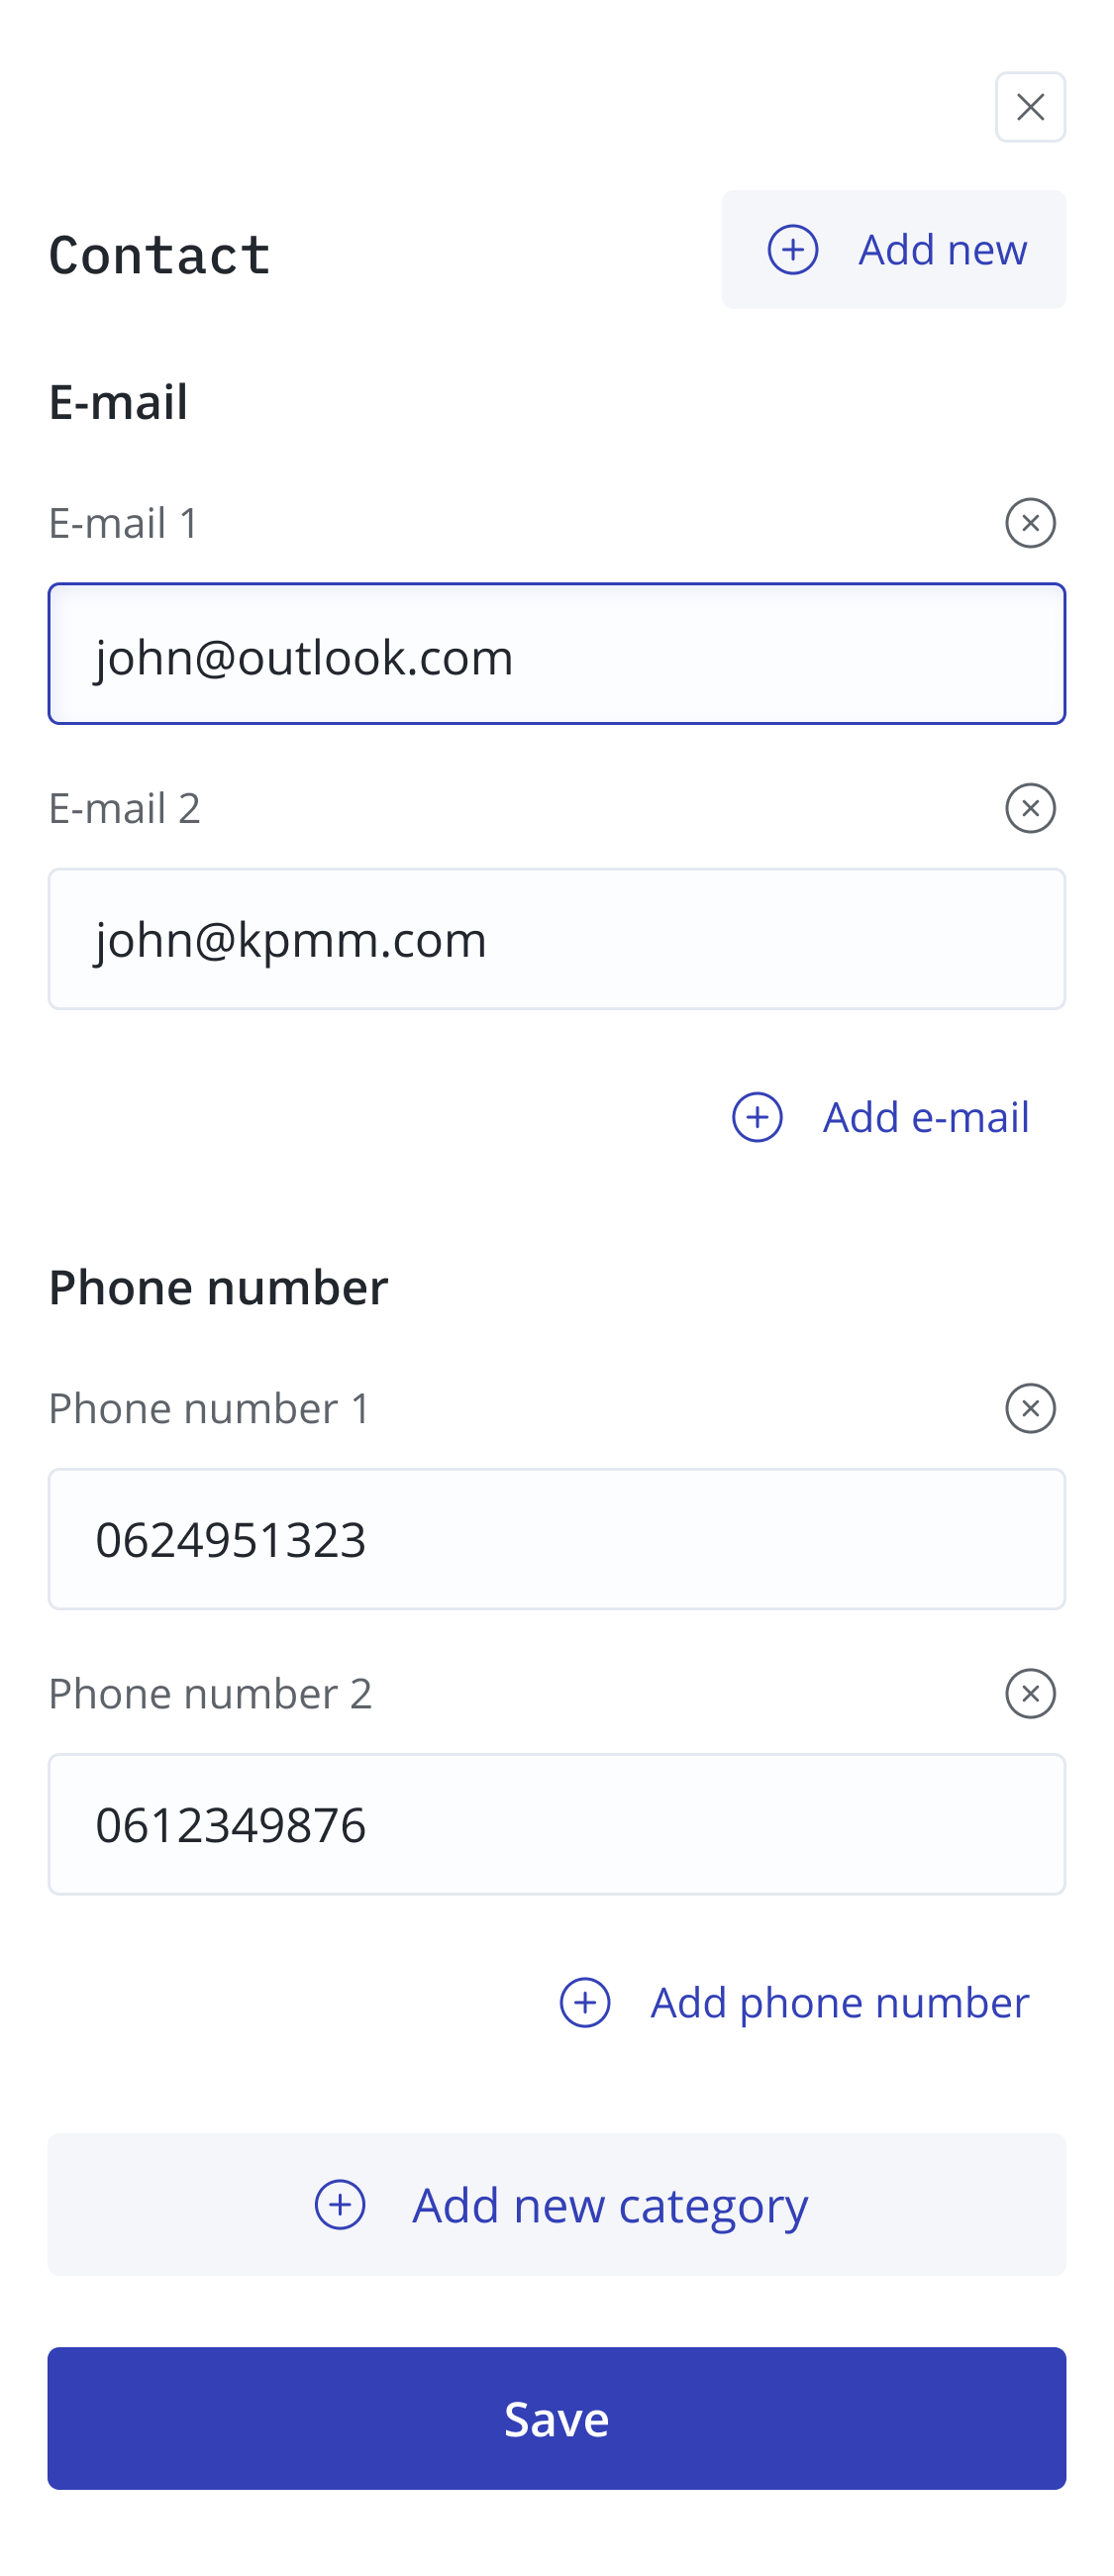 Contact
Add new
E-mail
E-mail 1
john@outlook.com
E-mail 2
john@kpmm.com
Add e-mail
Phone number
Phone number 1
0624951323
Phone number 2
0612349876
Add phone number
Add new category
Save